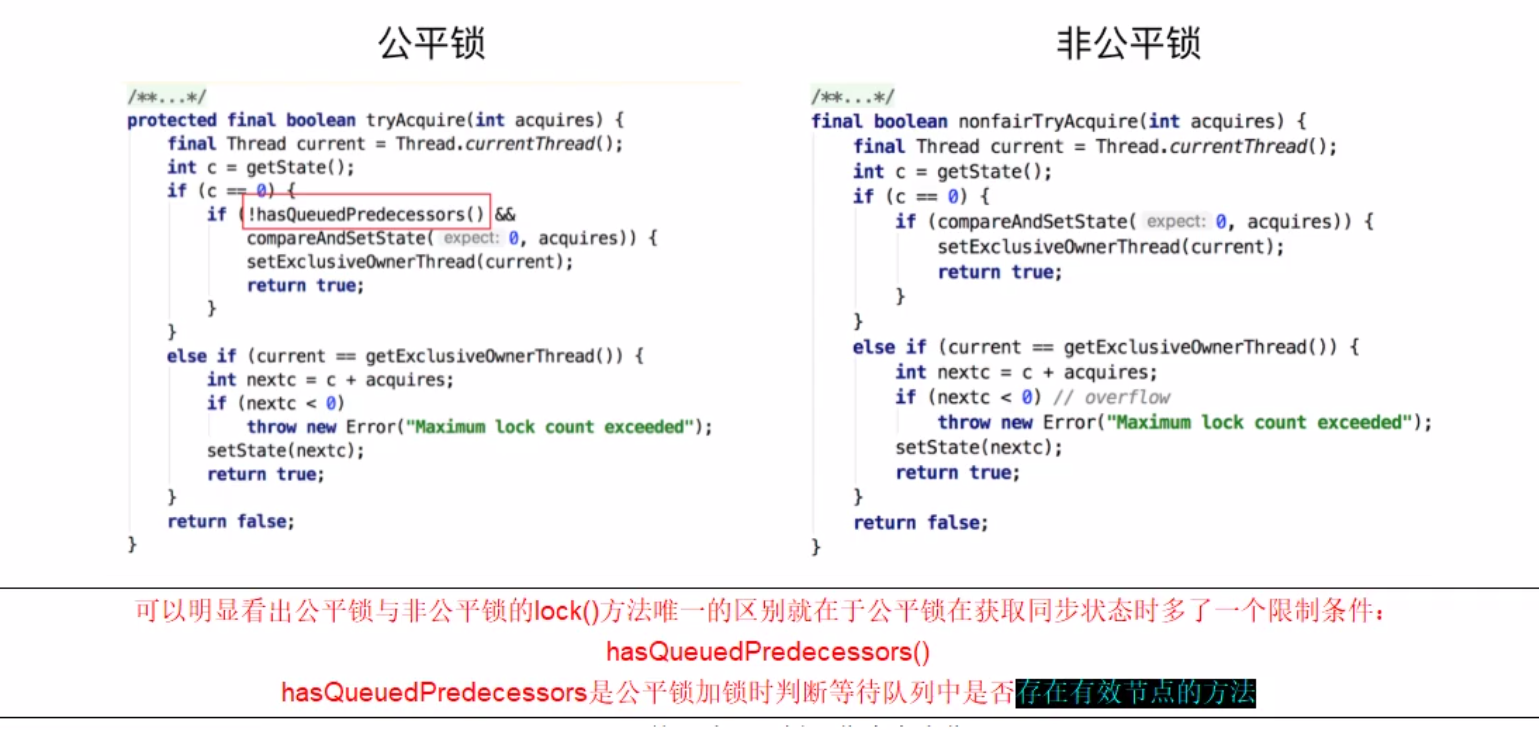 公平锁
/**...*/
protected final boolean tryAcquire(int acquires) {
final Thread current = Thread.currentThread();
int c = getState();
if (c == 0) {
if (!hasQueuedPredecessors() &&
compareAndSetState( expect: 0, acquires)) {
setExclusiveOwnerThread(current);
return true;
}
}
else if (current == getExclusiveOwnerThread()) {
int nextc = c + acquires;
if (nextc < 0)
throw new Error("Maximum lock count exceeded");
setState(nextc);
return true;
}
return false;
}
非公平锁
/**...*/
final boolean nonfairTryAcquire(int acquires) {
final Thread current = Thread.currentThread();
int c = getState();
if (c == 0) {
if (compareAndSetState( expect: 0, acquires)) {
setExclusiveOwnerThread(current);
return true;
}
}
else if (current == getExclusiveOwnerThread()) {
int nextc = c + acquires;
if (nextc < 0) // overflow
throw new Error("Maximum lock count exceeded");
setState(nextc);
return true;
}
return false;
}
可以明显看出公平锁与非公平锁的lock()方法唯一的区别就在于公平锁在获取同步状态时多了一个限制条件：
hasQueuedPredecessors()
hasQueuedPredecessors是公平锁加锁时判断等待队列中是否存在有效节点的方法